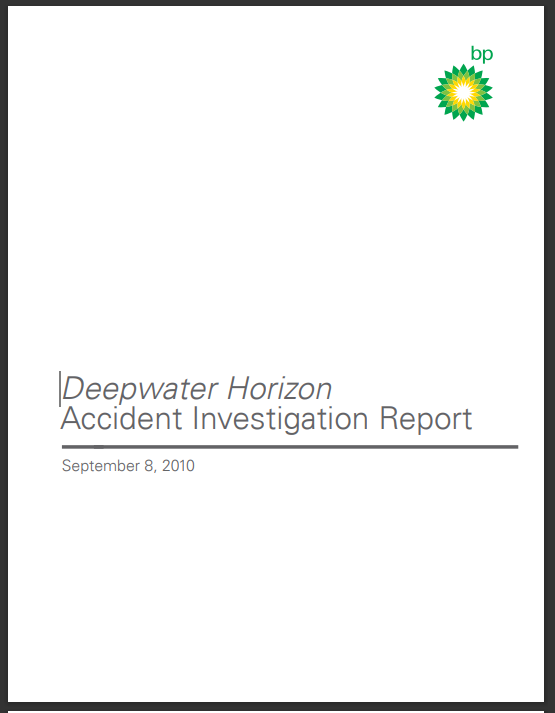 bp
Deepwater Horizon
Accident Investigation Report
September 8, 2010